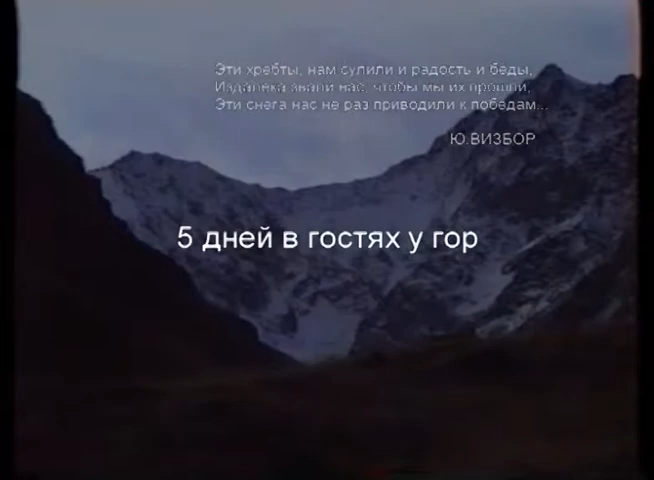 Эти хребты, нам сулили и радость и беды,
Издалека звали нас, чтобы мы их прошли,
Эти снега нас не раз приводили к победам...
Ю.ВИЗБОР
5 дней в гостях у гор